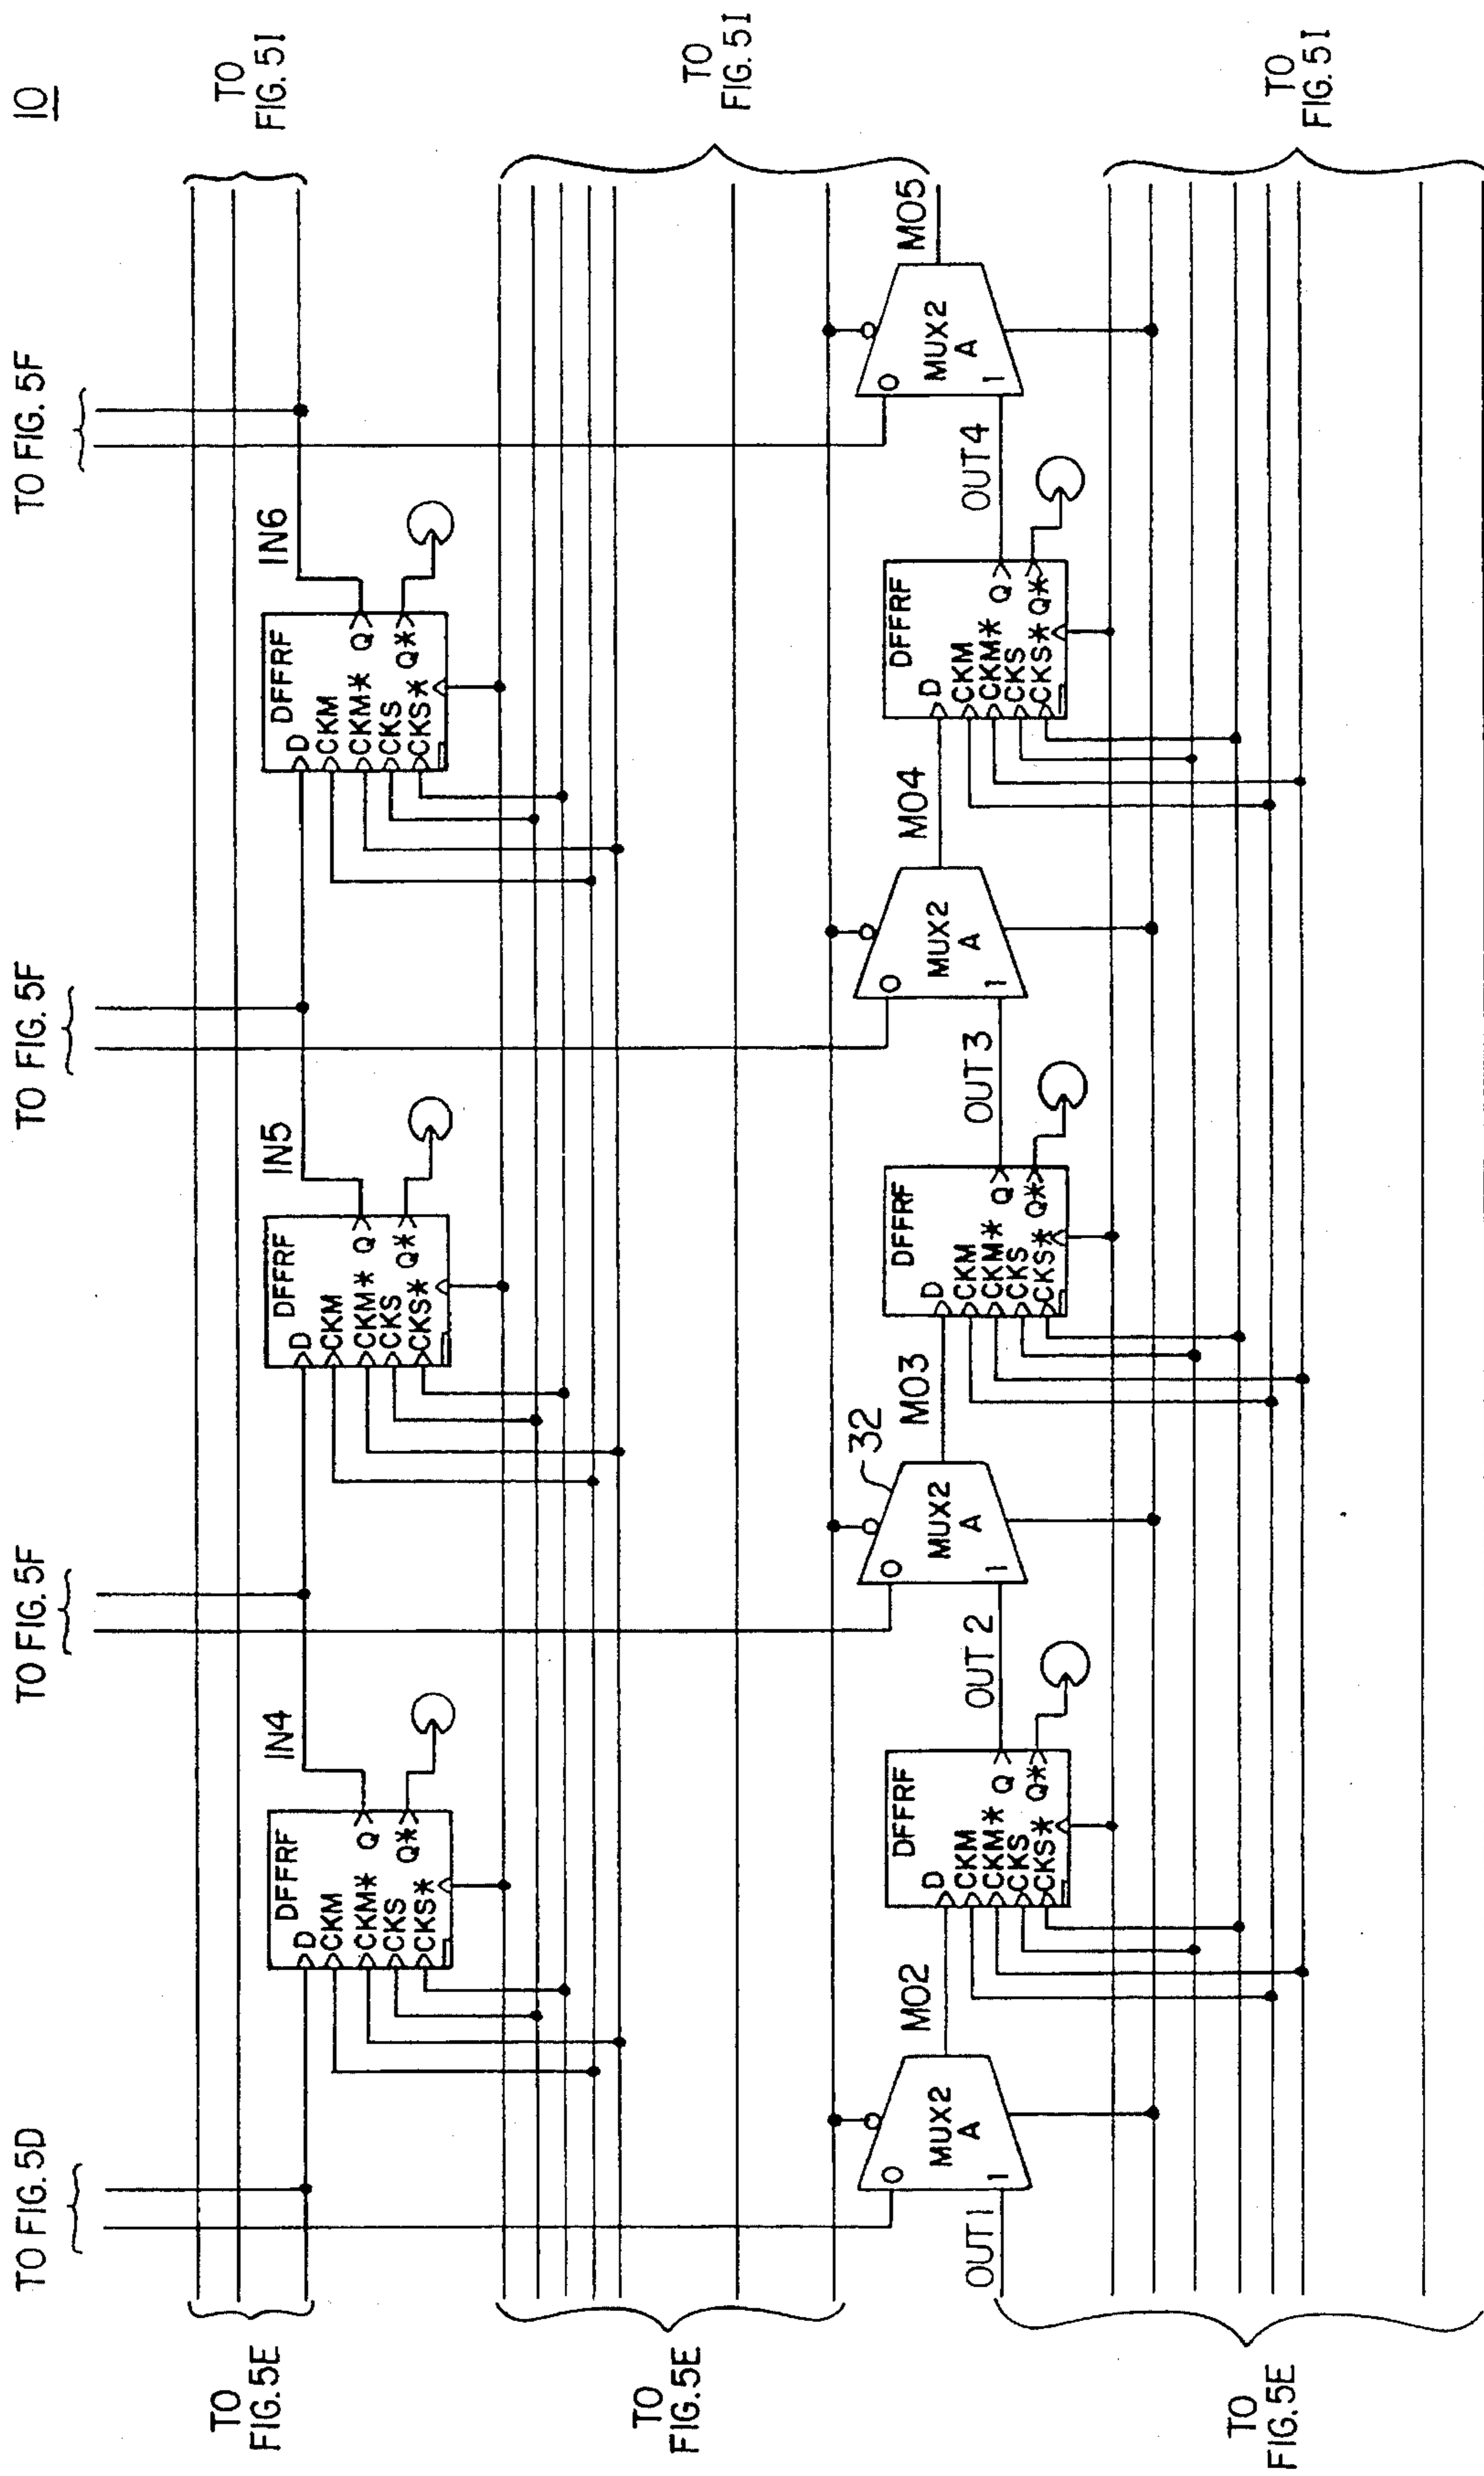 10
TO FIG. 5D
TO FIG. 5F
TO FIG. 5F
TO FIG. 5F
TO
FIG. 5E
TO
FIG. 5I
IN4
IN5
IN6
DFFRF
D
CKM
CKM*
CKS
CKS*
Q
Q*
DFFRF
D
CKM
CKM*
CKS
CKS*
Q
Q*
DFFRF
D
CKM
CKM*
CKS
CKS*
Q
Q*
TO
FIG. 5E
TO
FIG. 5I
OUT1
0
MUX2
A
1
MO2
DFFRF
D
CKM
CKM*
CKS
CKS*
Q
Q*
OUT 2
0
MUX2
A
1
32
MO3
DFFRF
D
CKM
CKM*
CKS
CKS*
Q
Q*
OUT 3
0
MUX2
A
1
MO4
DFFRF
D
CKM
CKM*
CKS
CKS*
Q
Q*
OUT4
0
MUX2
A
1
MO5
TO
FIG. 5E
TO
FIG. 5I